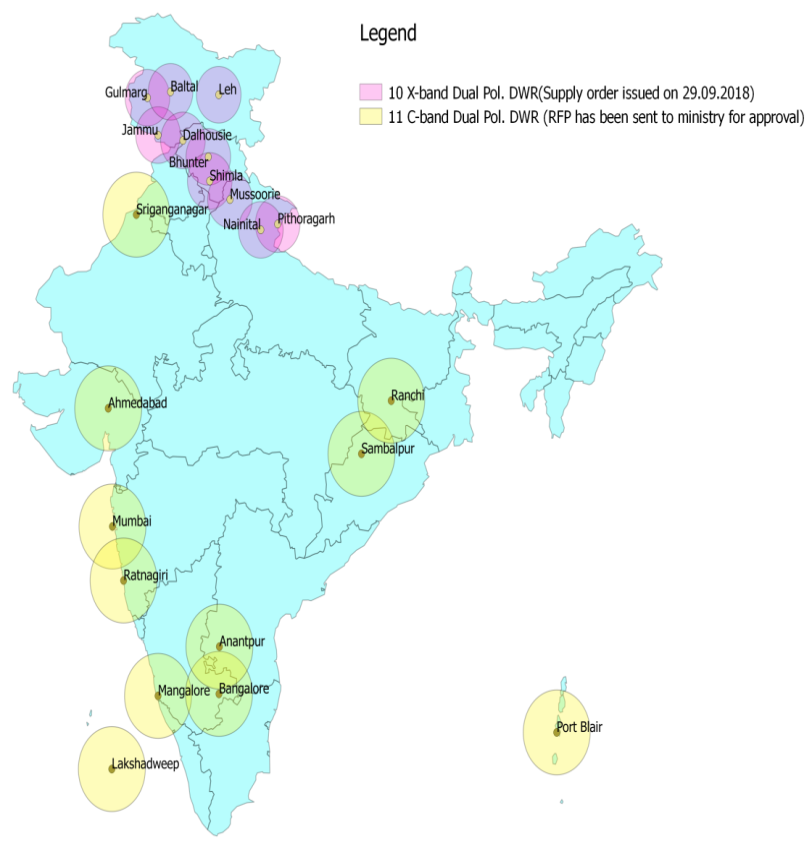 Legend
10 X-band Dual Pol. DWR(Supply order issued on 29.09.2018)
11 C-band Dual Pol. DWR (RFP has been sent to ministry for approval)
Gulmarg
Baltal
Leh
Jammu
Dalhousie
Bhunter
Shimla
Mussoorie
Sriganganagar
Nainital
Pithoragarh
Ahmedabad
Ranchi
Sambalpur
Mumbai
Ratnagiri
Anantpur
Mangalore
Bangalore
Port Blair
Lakshadweep